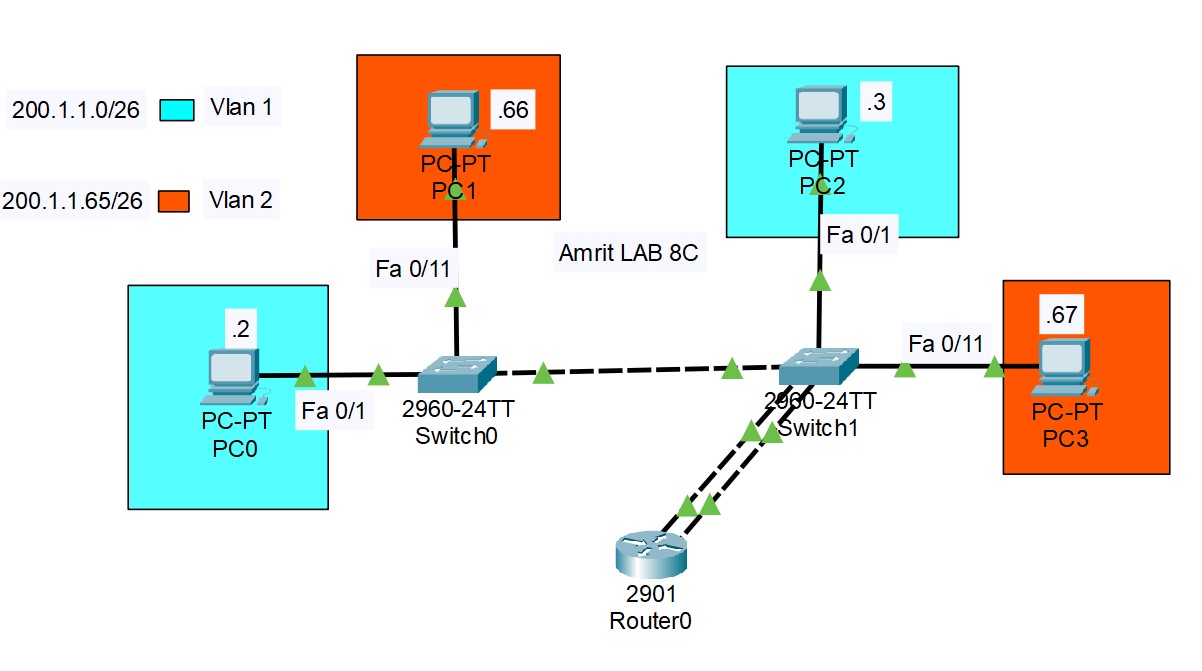 200.1.1.0/26
Vlan 1
200.1.1.65/26
Vlan 2
.66
PC-PT
PC1
Fa 0/11
.3
PC-PT
PC2
Fa 0/1
Amrit LAB 8C
.2
PC-PT
PC0
Fa 0/1
2960-24TT
Switch0
2960-24TT
Switch1
Fa 0/11
.67
PC-PT
PC3
2901
Router0